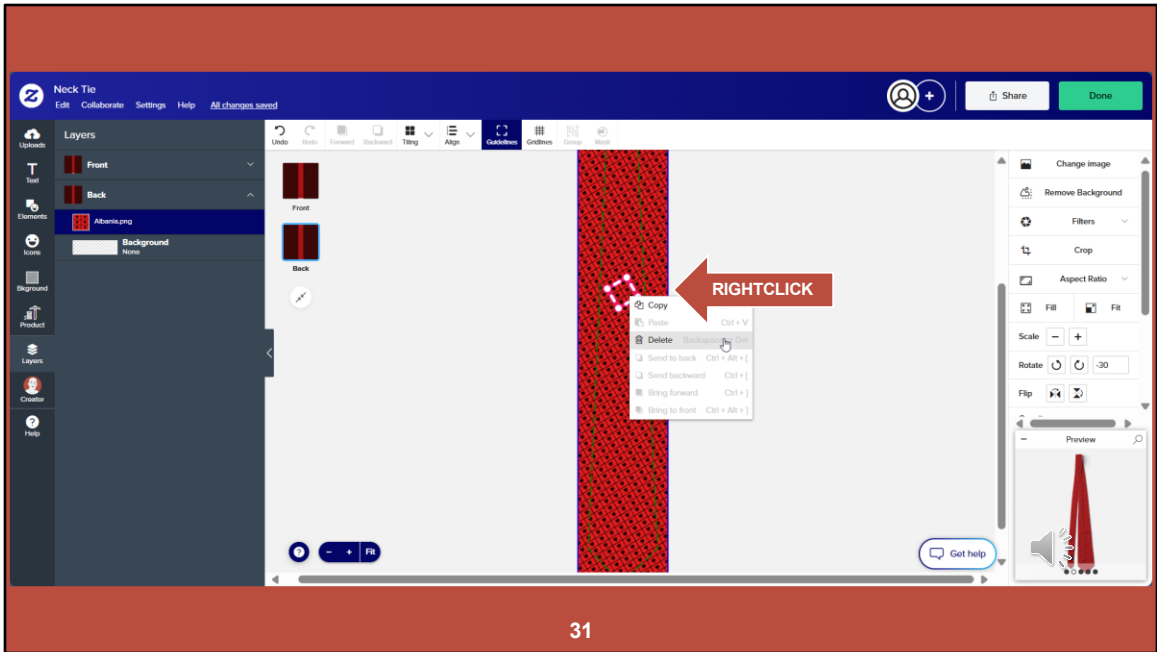 Z
Neck Tie
Edit Collaborate Settings Help All changes saved
Share
Done
Uploads
Text
Elements
Icons
Bkground
Product
Layers
Creator
Help
Layers
Front
Back
Albania.png
Background
None
Undo Redo Forward Backward Tiling Align Guidelines Gridlines Group Mask
Front
Back
RIGHTCLICK
Copy
Paste Ctrl + V
Delete Backspace
Send to back Ctrl + Alt + [
Send backward Ctrl + [
Bring forward Ctrl + ]
Bring to front Ctrl + Alt + ]
? − + Fit
Get help
Change image
Remove Background
Filters
Crop
Aspect Ratio
Fill Fit
Scale − +
Rotate -30
Flip
− Preview
31